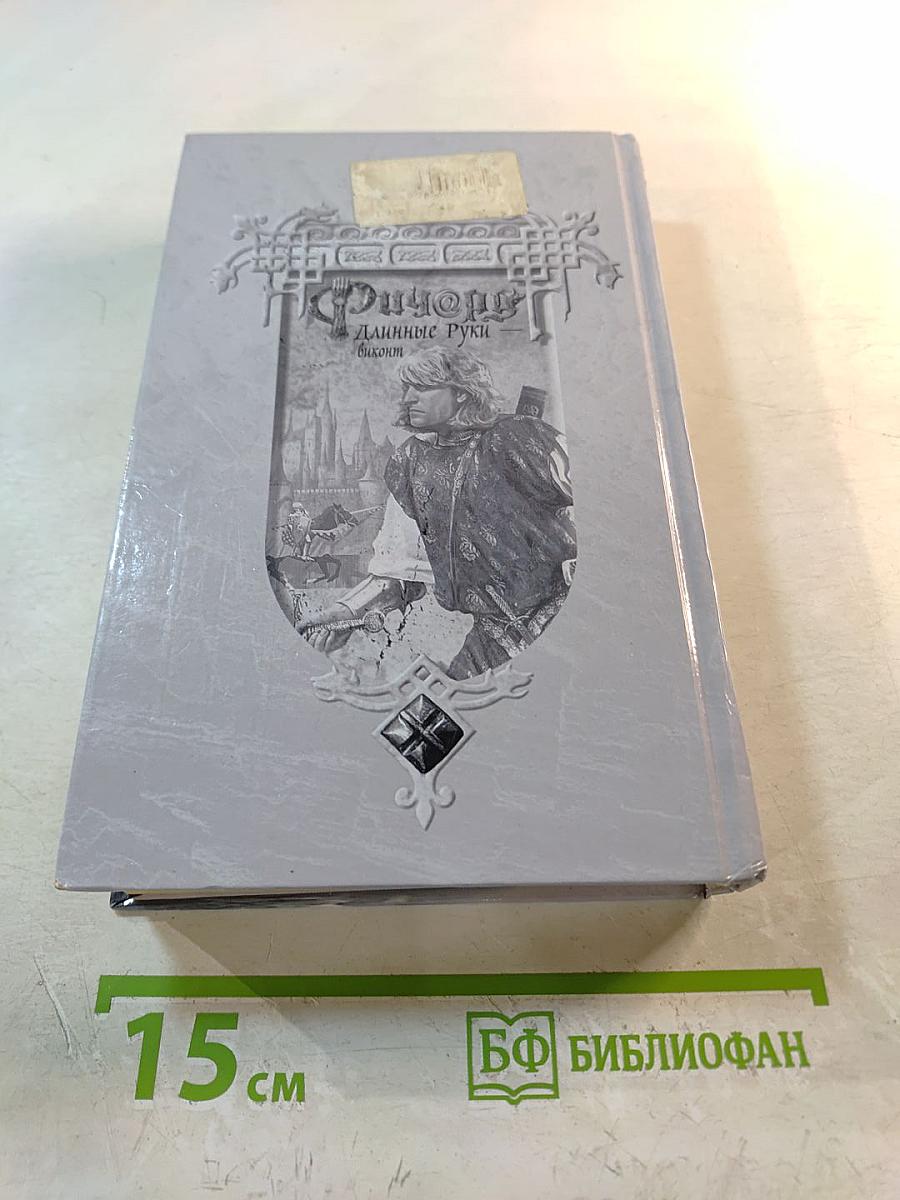 Ричард
Длинные Руки —
виконт
15 см
БФ БИБЛИОФАН